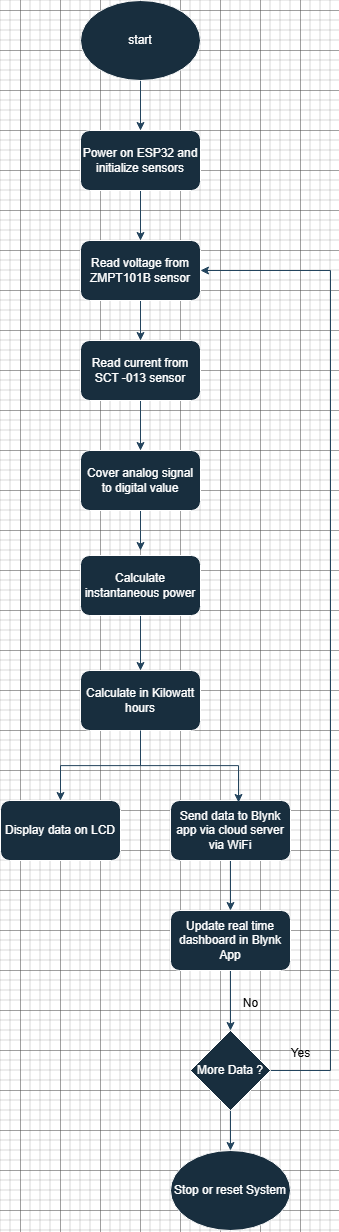 start
Power on ESP32 and
initialize sensors
Read voltage from
ZMPT101B sensor
Read current from
SCT -013 sensor
Cover analog signal
to digital value
Calculate
instantaneous power
Calculate in Kilowatt
hours
Display data on LCD
Send data to Blynk
app via cloud server
via WiFi
Update real time
dashboard in Blynk
App
No
Yes
More Data ?
Stop or reset System